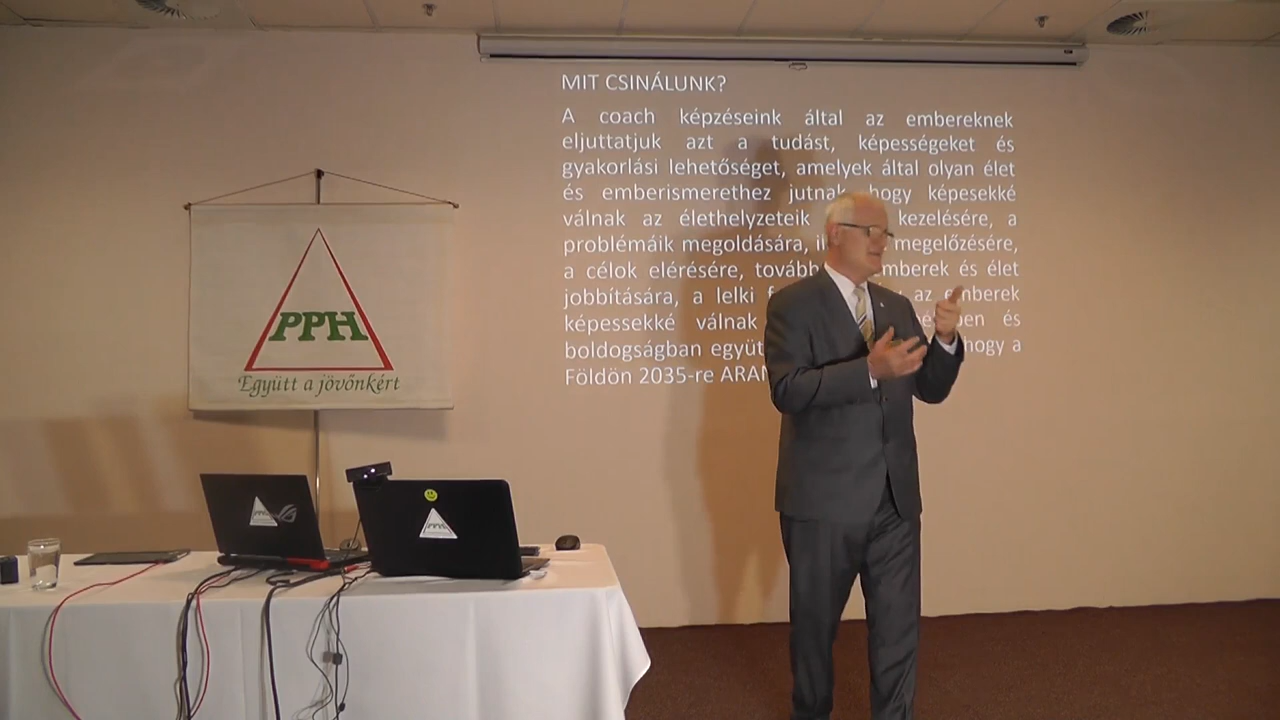 MIT CSINÁLUNK?
A coach képzéseink által az embereknek
eljuttatjuk azt a tudást, képességeket és
gyakorlási lehetőséget, amelyek által olyan élet
és emberismerethez jutnak, hogy képesekké
válnak az élethelyzeteik kezelésére, a
problémáik megoldására, megelőzésére,
a célok elérésére, emberek és élet
jobbítására, a lelki az emberek
képessekké válnak és
boldogságban hogy a
Földön 2035-re
PPH
Együtt a jövőnkért
PPH
PPH